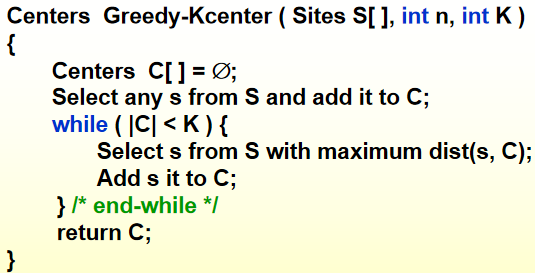 Centers  Greedy-Kcenter ( Sites S[ ], int n, int K )
{
Centers  C[ ] = ∅;
Select any s from S and add it to C;
while ( |C| < K ) {
Select s from S with maximum dist(s, C);
Add s it to C;
} /* end-while */
return C;
}